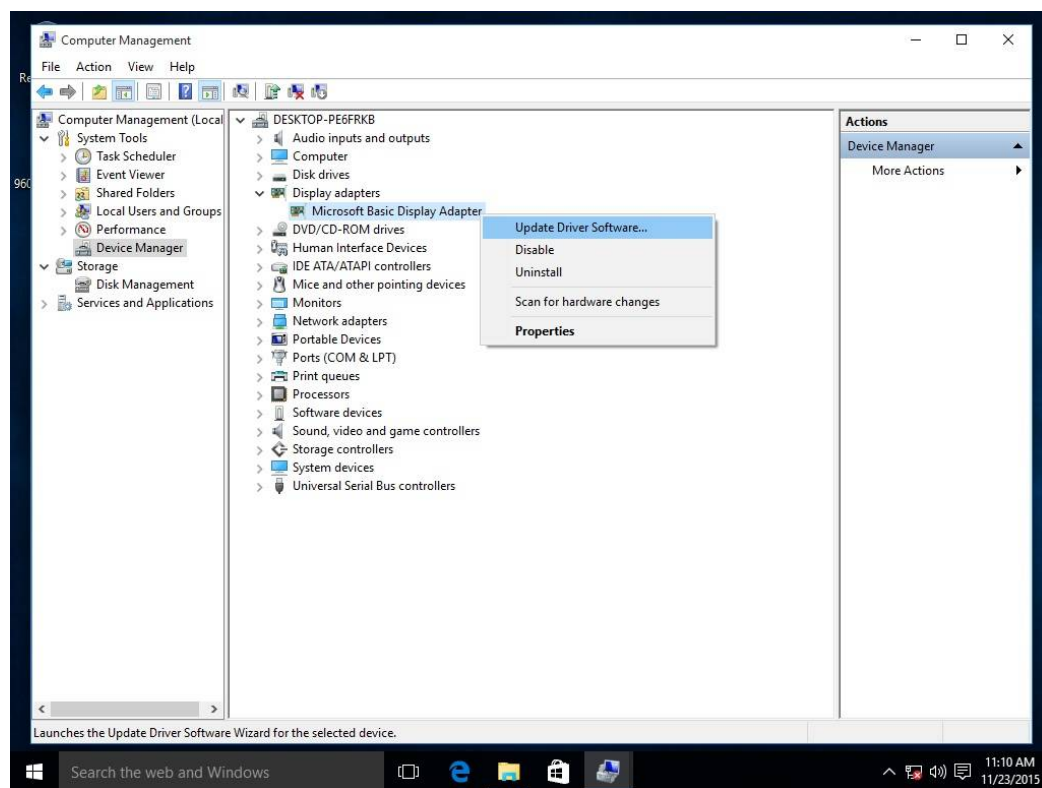 Re
960
Computer Management
File Action View Help
Computer Management (Local
System Tools
Task Scheduler
Event Viewer
Shared Folders
Local Users and Groups
Performance
Device Manager
Storage
Disk Management
Services and Applications
DESKTOP-PE6FRKB
Audio inputs and outputs
Computer
Disk drives
Display adapters
Microsoft Basic Display Adapter
DVD/CD-ROM drives
Human Interface Devices
IDE ATA/ATAPI controllers
Mice and other pointing devices
Monitors
Network adapters
Portable Devices
Ports (COM & LPT)
Print queues
Processors
Software devices
Sound, video and game controllers
Storage controllers
System devices
Universal Serial Bus controllers
Update Driver Software...
Disable
Uninstall
Scan for hardware changes
Properties
Actions
Device Manager
More Actions
Launches the Update Driver Software Wizard for the selected device.
Search the web and Windows
11:10 AM
11/23/2015